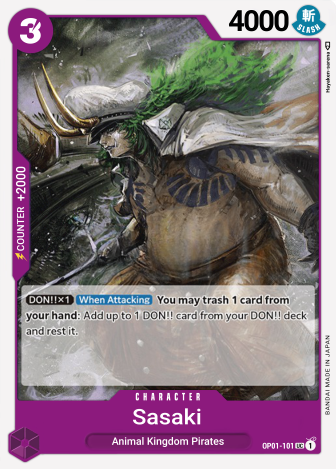 3
4000
斬
SLASH
Hayaken-sarena
COUNTER +2000
DON!!×1 When Attacking You may trash 1 card from
your hand: Add up to 1 DON!! card from your DON!! deck
and rest it.
BANDAI MADE IN JAPAN
CHARACTER
Sasaki
Animal Kingdom Pirates
OP01-101 UC 1